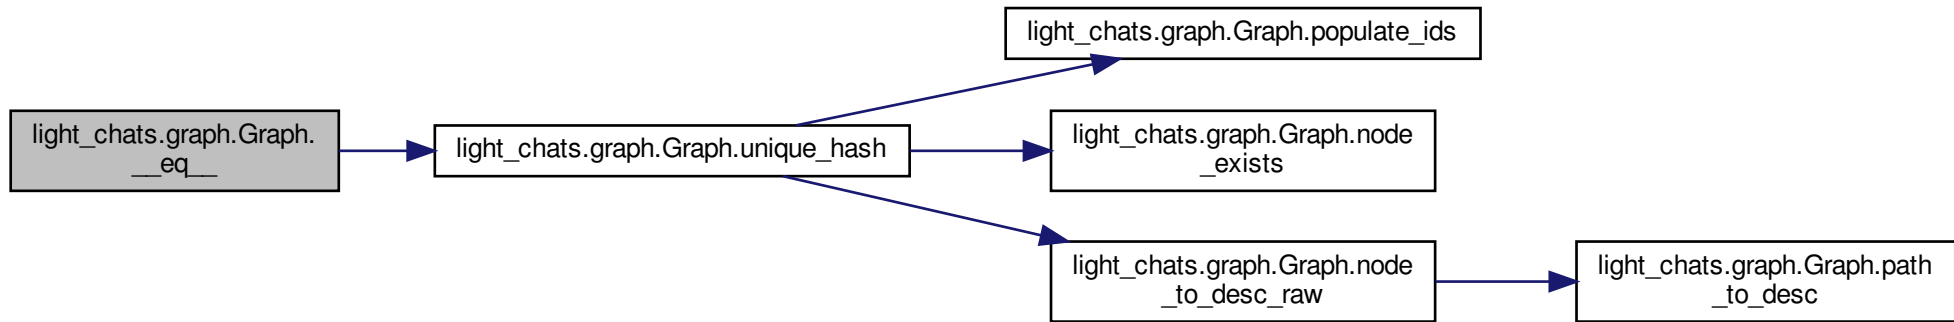 light_chats.graph.Graph.populate_ids
light_chats.graph.Graph.
__eq__
light_chats.graph.Graph.unique_hash
light_chats.graph.Graph.node
_exists
light_chats.graph.Graph.node
_to_desc_raw
light_chats.graph.Graph.path
_to_desc